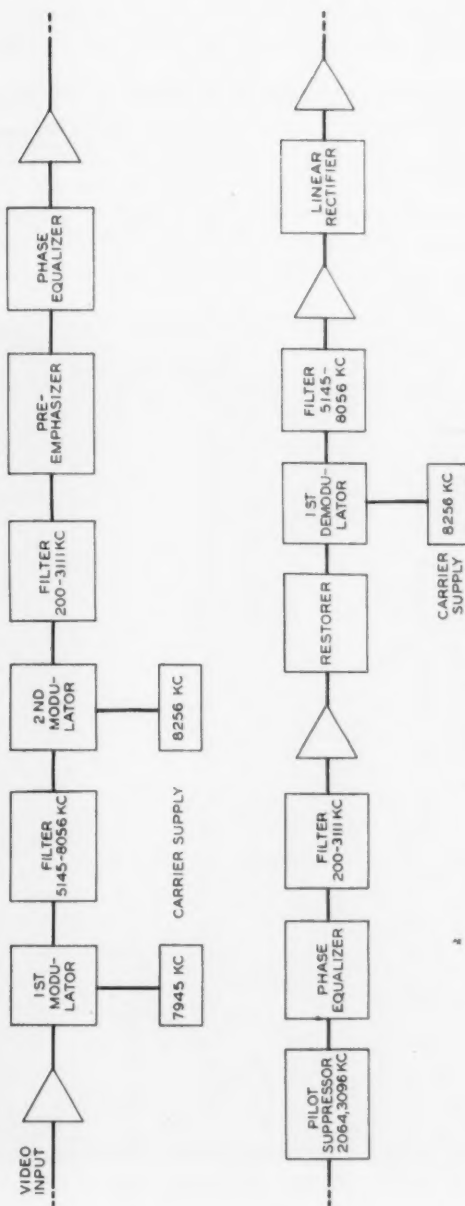 VIDEO
INPUT
1ST
MODU-
LATOR
7945 KC
CARRIER SUPPLY
FILTER
5145-8056 KC
2ND
MODU-
LATOR
8256 KC
FILTER
200-3111 KC
PRE-
EMPHASIZER
PHASE
EQUALIZER
PILOT
SUPPRESSOR
2064,3096 KC
PHASE
EQUALIZER
FILTER
200-3111 KC
RESTORER
1ST
DEMODU-
LATOR
CARRIER
SUPPLY
8256 KC
FILTER
5145-
8056 KC
LINEAR
RECTIFIER